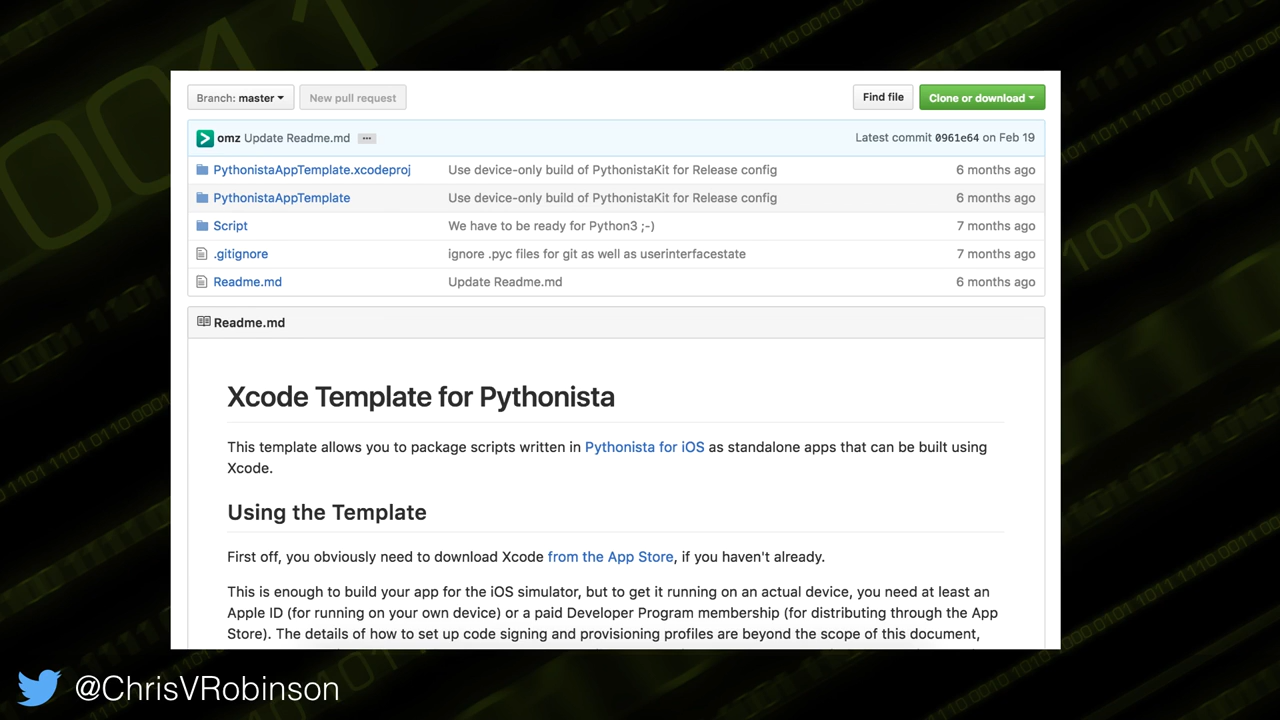 Branch: master
New pull request
Find file
Clone or download
omz Update Readme.md
Latest commit 0961e64 on Feb 19
PythonistaAppTemplate.xcodeproj Use device-only build of PythonistaKit for Release config 6 months ago
PythonistaAppTemplate Use device-only build of PythonistaKit for Release config 6 months ago
Script We have to be ready for Python3 ;-) 7 months ago
.gitignore ignore .pyc files for git as well as userinterfacestate 7 months ago
Readme.md Update Readme.md 6 months ago
Readme.md
Xcode Template for Pythonista
This template allows you to package scripts written in Pythonista for iOS as standalone apps that can be built using
Xcode.
Using the Template
First off, you obviously need to download Xcode from the App Store, if you haven't already.
This is enough to build your app for the iOS simulator, but to get it running on an actual device, you need at least an
Apple ID (for running on your own device) or a paid Developer Program membership (for distributing through the App
Store). The details of how to set up code signing and provisioning profiles are beyond the scope of this document,
@ChrisVRobinson